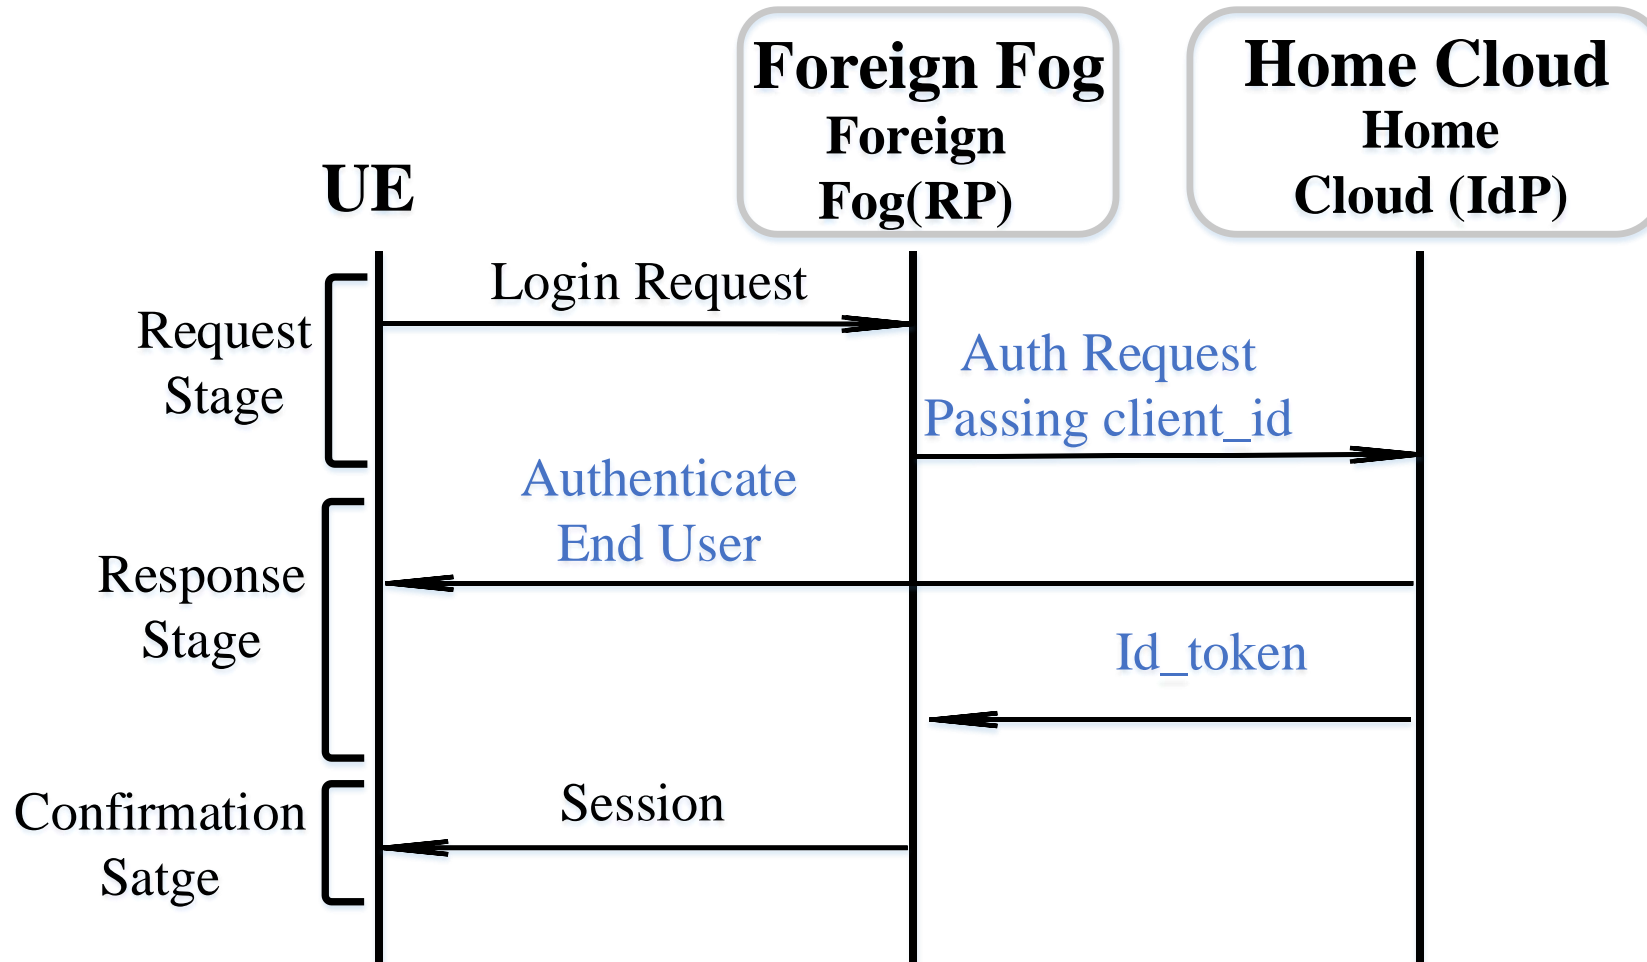 Foreign Fog
Foreign
Fog(RP)
Home Cloud
Home
Cloud (IdP)
UE
Login Request
Request
Stage
Auth Request
Passing client_id
Authenticate
End User
Response
Stage
Id_token
Session
Confirmation
Satge